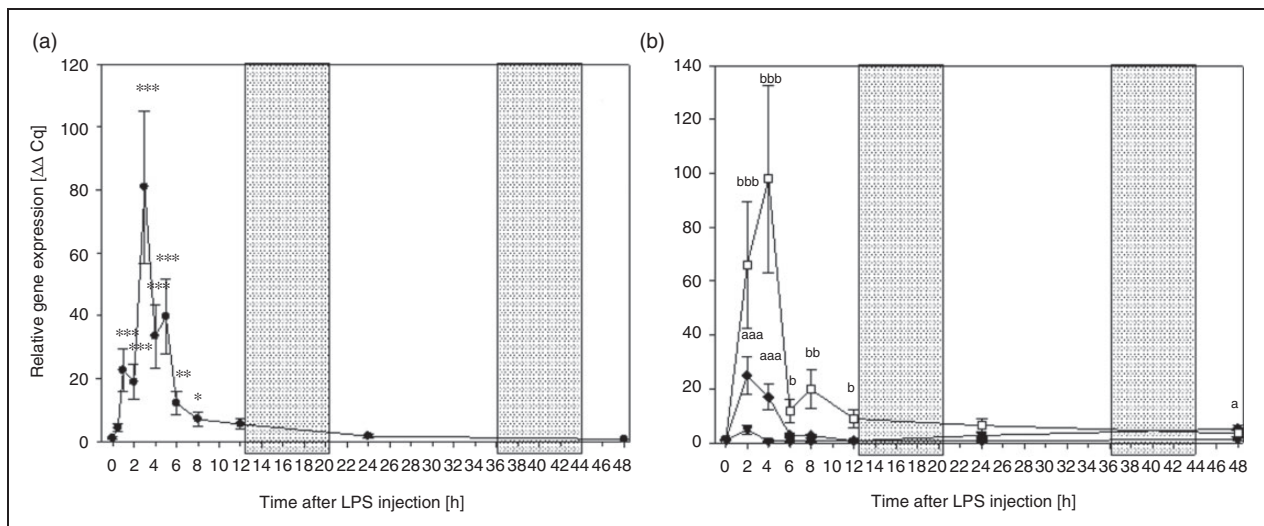 (a)
120
100
80
60
40
20
0
Relative gene expression [ΔΔ Cq]
***
***
***
***
***
**
*
0 2 4 6 8 10 12 14 16 18 20 22 24 26 28 30 32 34 36 38 40 42 44 46 48
Time after LPS injection [h]
(b)
140
120
100
80
60
40
20
0
bbb
bbb
aaa
aaa
b
bb
b
a
0 2 4 6 8 10 12 14 16 18 20 22 24 26 28 30 32 34 36 38 40 42 44 46 48
Time after LPS injection [h]